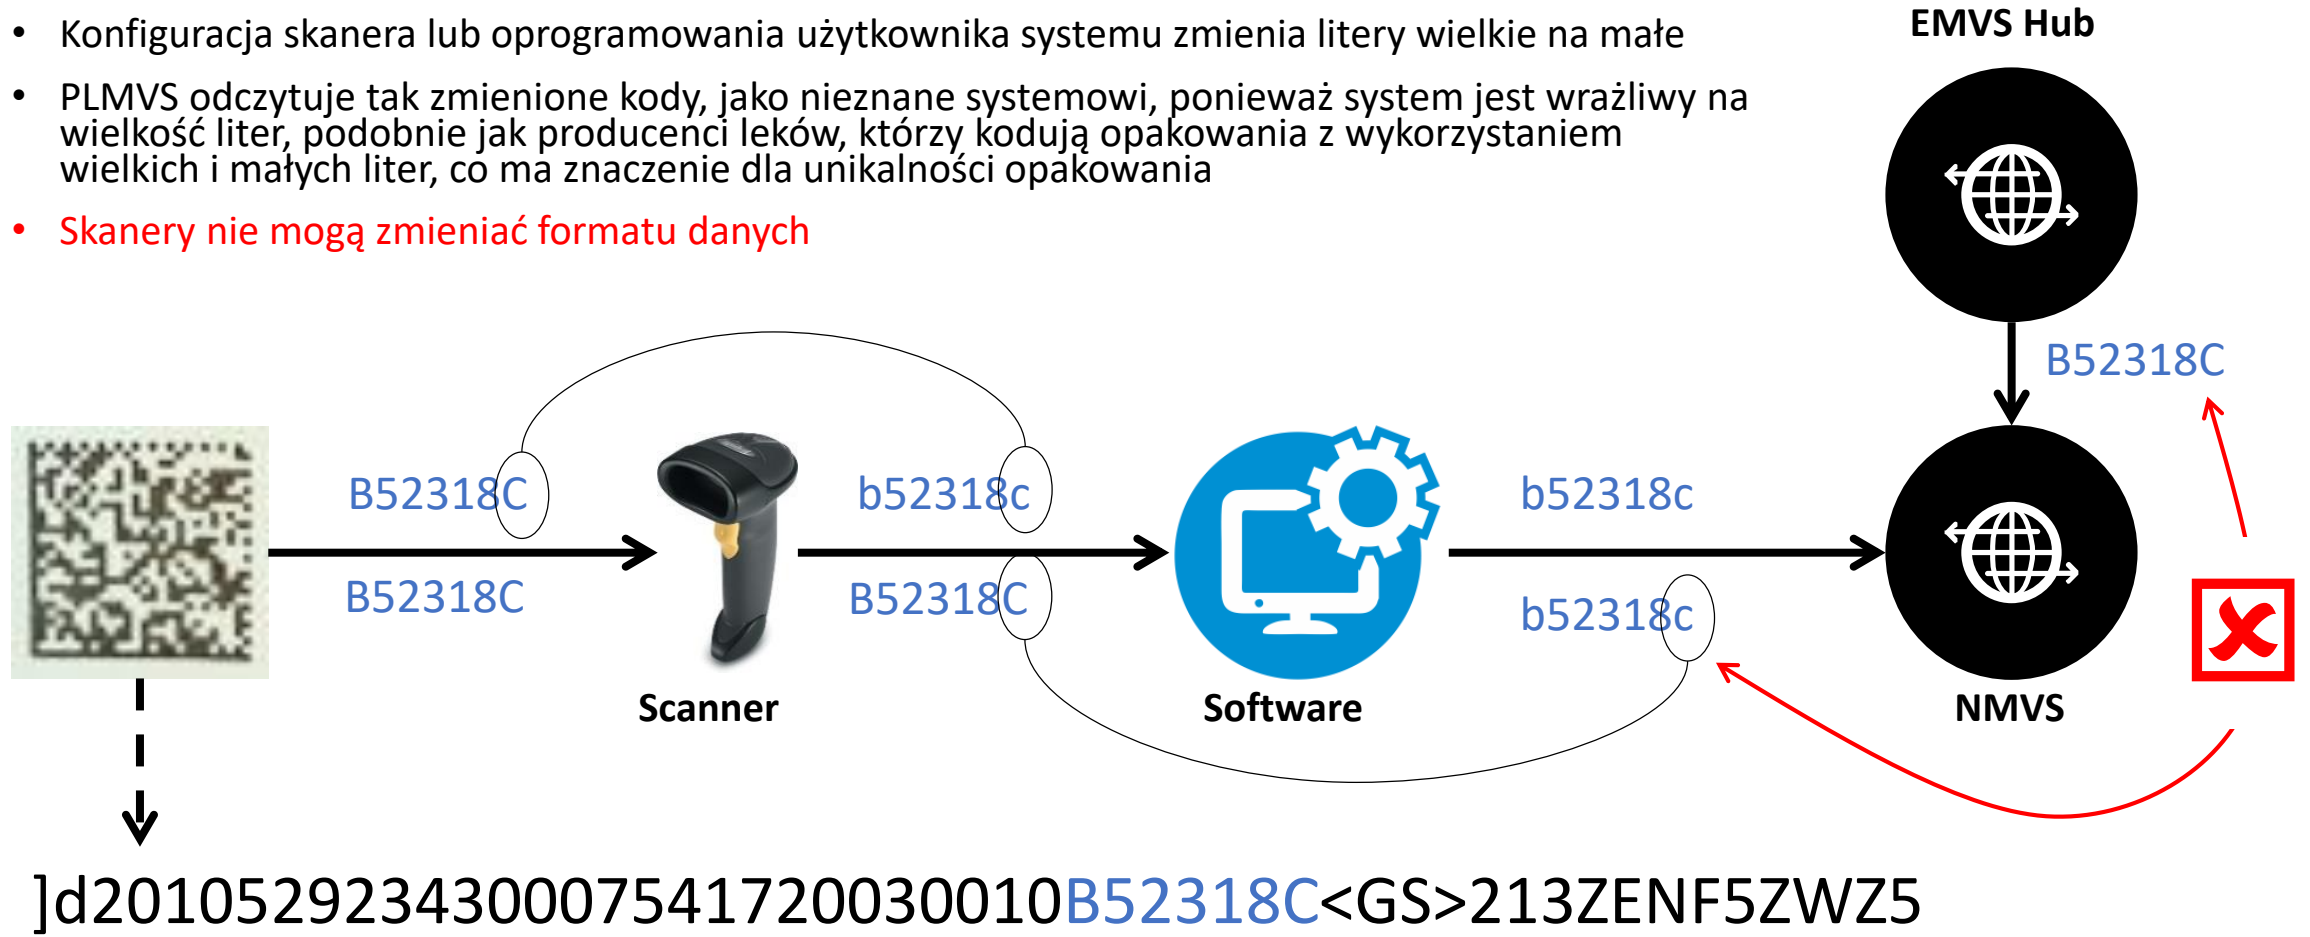 • Konfiguracja skanera lub oprogramowania użytkownika systemu zmienia litery wielkie na małe
• PLMVS odczytuje tak zmienione kody, jako nieznane systemowi, ponieważ system jest wrażliwy na
wielkość liter, podobnie jak producenci leków, którzy kodują opakowania z wykorzystaniem
wielkich i małych liter, co ma znaczenie dla unikalności opakowania
• Skanery nie mogą zmieniać formatu danych
EMVS Hub
B52318C
B52318C
b52318c
b52318c
B52318C
B52318C
b52318c
Scanner
Software
NMVS
]d201052923430007541720030010B52318C<GS>213ZENF5ZWZ5